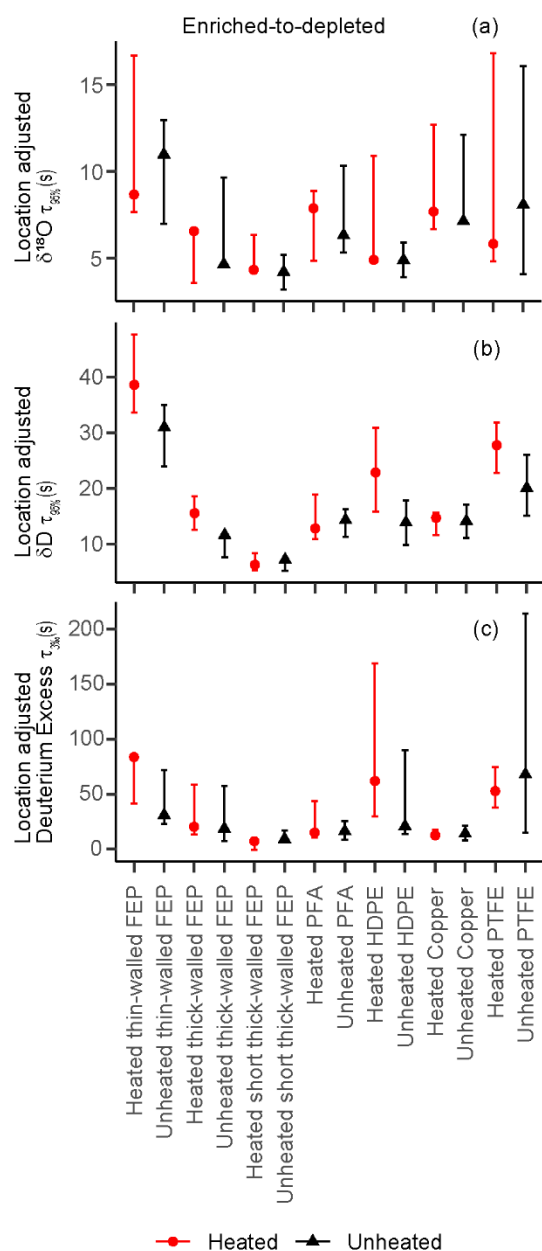 Enriched-to-depleted
(a)
Location adjusted
δ¹⁸O τ₉₅%(s)
15
10
5
(b)
Location adjusted
δD τ₉₅%(s)
40
30
20
10
(c)
Location adjusted
Deuterium Excess τ₃‰(s)
200
150
100
50
0
Heated thin-walled FEP
Unheated thin-walled FEP
Heated thick-walled FEP
Unheated thick-walled FEP
Heated short thick-walled FEP
Unheated short thick-walled FEP
Heated PFA
Unheated PFA
Heated HDPE
Unheated HDPE
Heated Copper
Unheated Copper
Heated PTFE
Unheated PTFE
Heated
Unheated